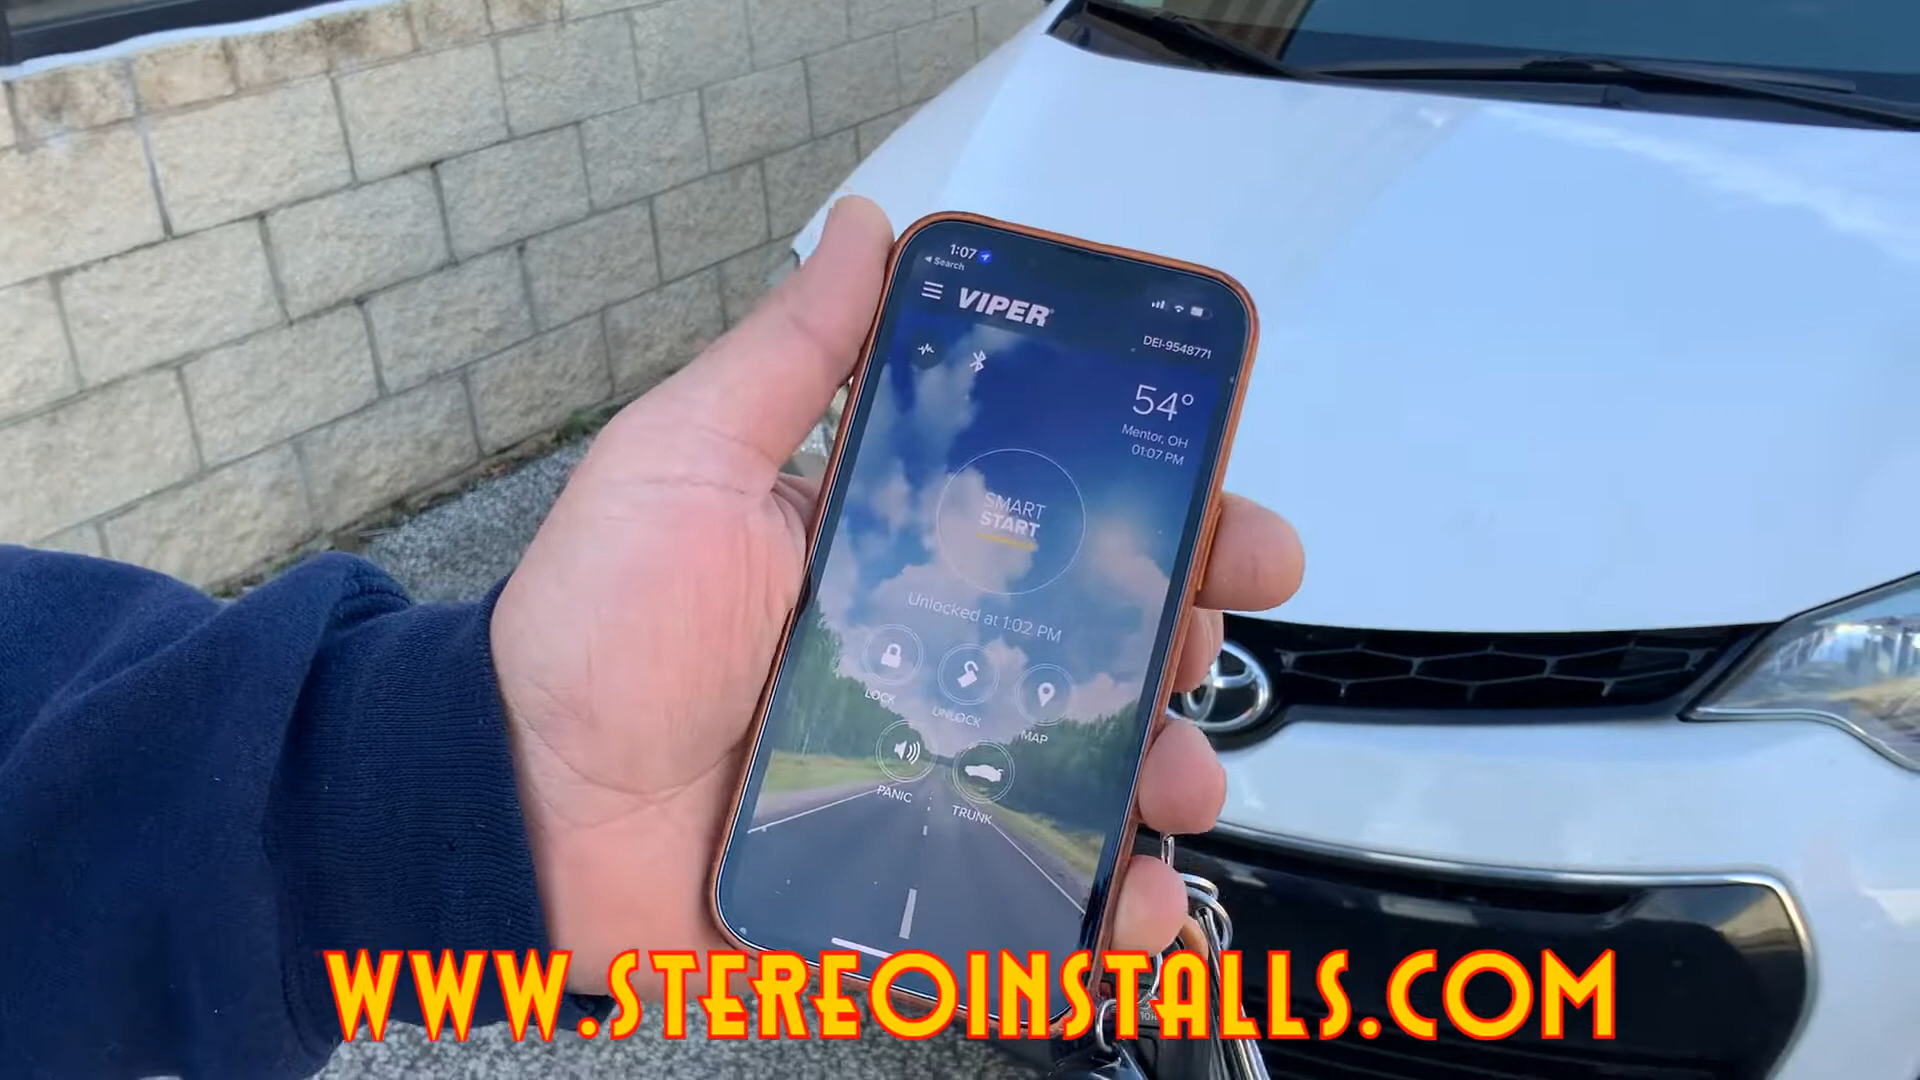 1:07
Search
VIPER
DEI-9548771
54°
Mentor, OH
01:07 PM
SMART
START
Unlocked at 1:02 PM
LOCK
UNLOCK
MAP
PANIC
TRUNK
WWW.STEREOINSTALLS.COM